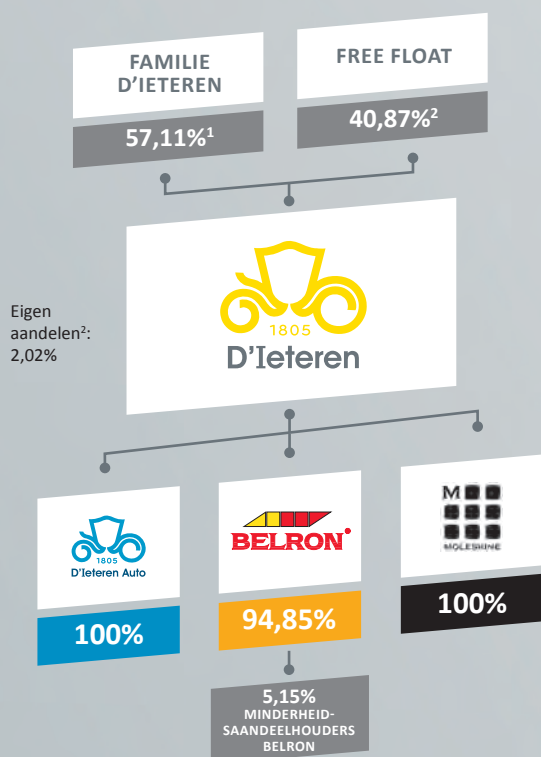 FAMILIE
D'IETEREN
57,11%¹
FREE FLOAT
40,87%²
Eigen
aandelen²:
2,02%
1805
D'Ieteren
1805
D'Ieteren Auto
100%
BELRON®
94,85%
M
MOLESKINE
100%
5,15%
MINDERHEID-
SAANDEELHOUDERS
BELRON